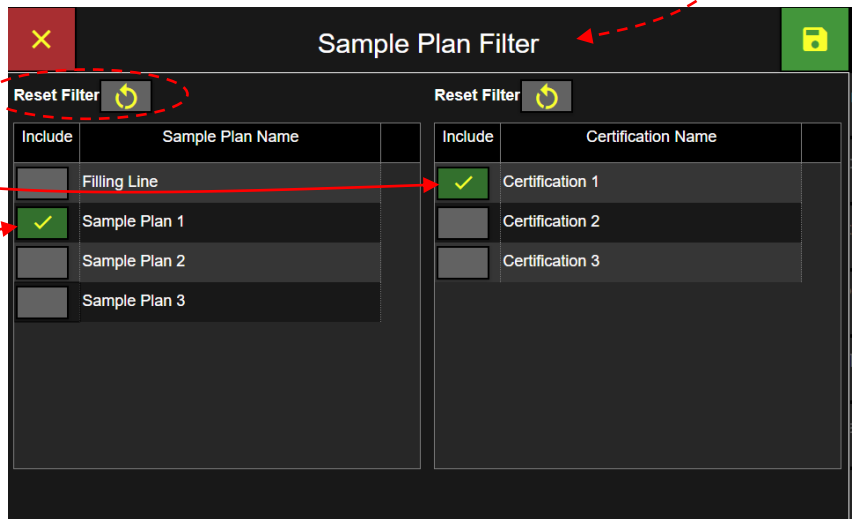 Sample Plan Filter
Reset Filter
Reset Filter
Include Sample Plan Name
Include Certification Name
Filling Line
Certification 1
Sample Plan 1
Certification 2
Sample Plan 2
Certification 3
Sample Plan 3